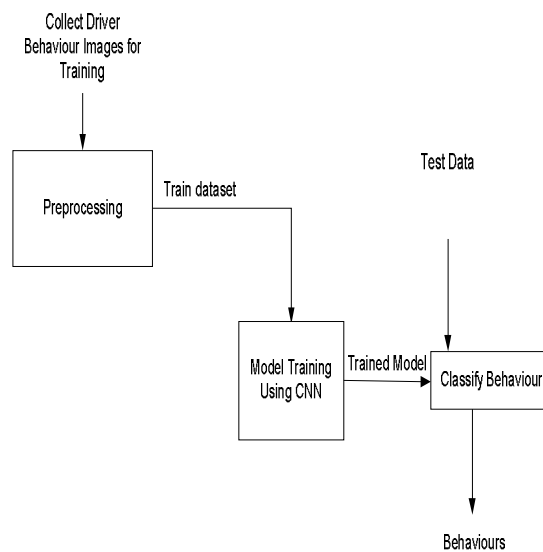 Collect Driver
Behaviour Images for
Training
Preprocessing
Train dataset
Test Data
Model Training
Using CNN
Trained Model
Classify Behaviour
Behaviours